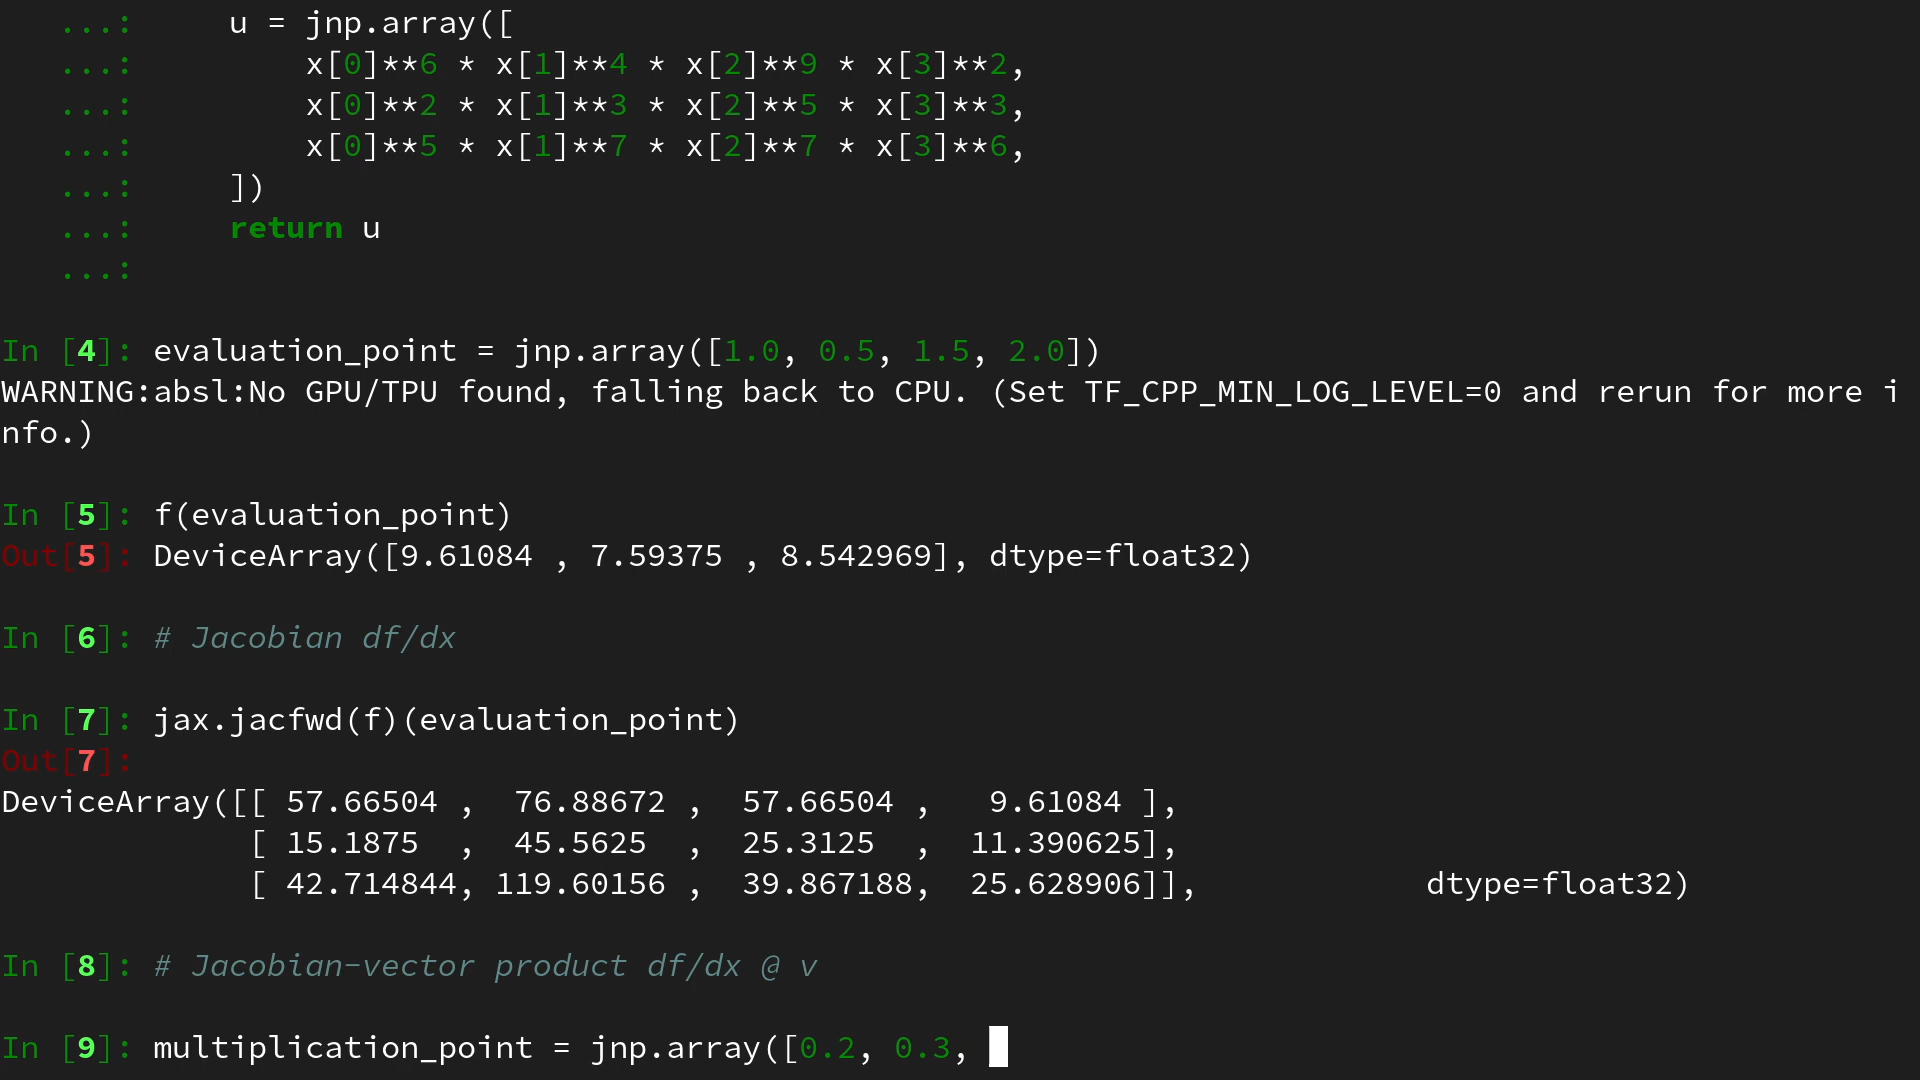 ...:     u = jnp.array([
...:         x[0]**6 * x[1]**4 * x[2]**9 * x[3]**2,
...:         x[0]**2 * x[1]**3 * x[2]**5 * x[3]**3,
...:         x[0]**5 * x[1]**7 * x[2]**7 * x[3]**6,
...:     ])
...:     return u
...:
In [4]: evaluation_point = jnp.array([1.0, 0.5, 1.5, 2.0])
WARNING:absl:No GPU/TPU found, falling back to CPU. (Set TF_CPP_MIN_LOG_LEVEL=0 and rerun for more i
nfo.)
In [5]: f(evaluation_point)
Out[5]: DeviceArray([9.61084 , 7.59375 , 8.542969], dtype=float32)
In [6]: # Jacobian df/dx
In [7]: jax.jacfwd(f)(evaluation_point)
Out[7]:
DeviceArray([[ 57.66504 ,  76.88672 ,  57.66504 ,   9.61084 ],
             [ 15.1875  ,  45.5625  ,  25.3125  ,  11.390625],
             [ 42.714844, 119.60156 ,  39.867188,  25.628906]],            dtype=float32)
In [8]: # Jacobian-vector product df/dx @ v
In [9]: multiplication_point = jnp.array([0.2, 0.3,